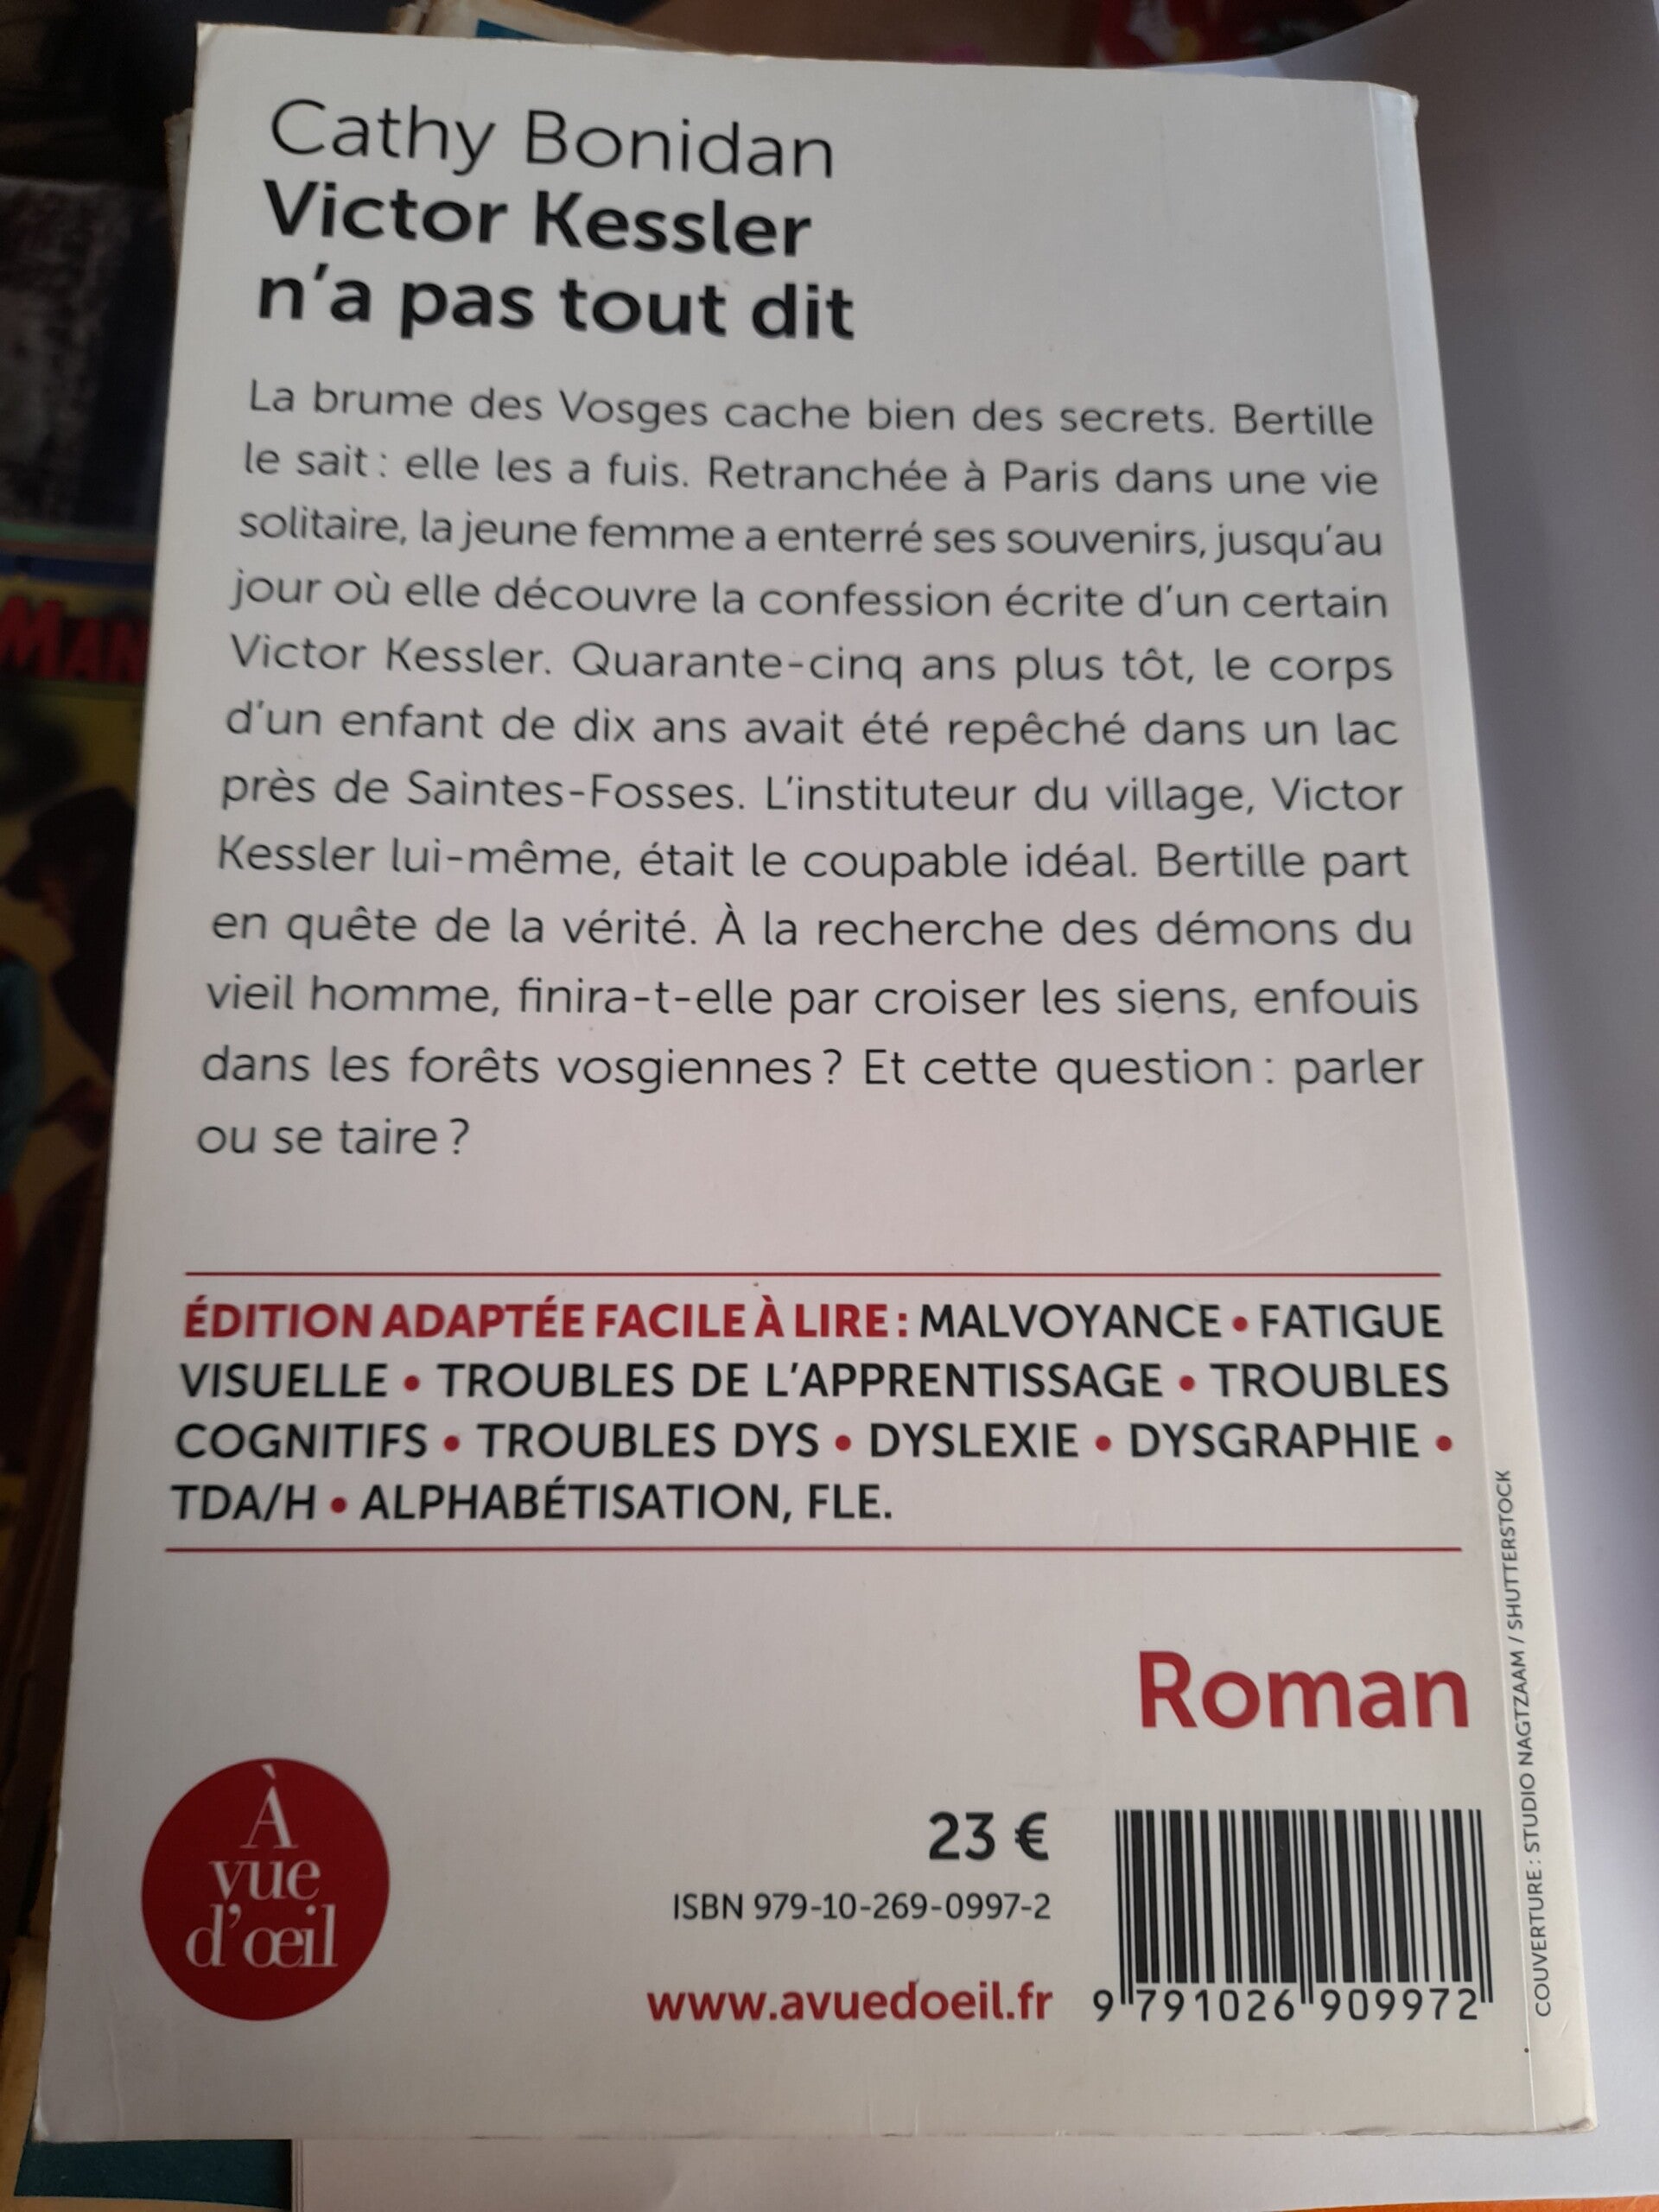 Cathy Bonidan
Victor Kessler
n'a pas tout dit
La brume des Vosges cache bien des secrets. Bertille
le sait : elle les a fuis. Retranchée à Paris dans une vie
solitaire, la jeune femme a enterré ses souvenirs, jusqu'au
jour où elle découvre la confession écrite d'un certain
Victor Kessler. Quarante-cinq ans plus tôt, le corps
d'un enfant de dix ans avait été repêché dans un lac
près de Saintes-Fosses. L'instituteur du village, Victor
Kessler lui-même, était le coupable idéal. Bertille part
en quête de la vérité. À la recherche des démons du
vieil homme, finira-t-elle par croiser les siens, enfouis
dans les forêts vosgiennes ? Et cette question : parler
ou se taire ?
ÉDITION ADAPTÉE FACILE À LIRE : MALVOYANCE • FATIGUE
VISUELLE • TROUBLES DE L'APPRENTISSAGE • TROUBLES
COGNITIFS • TROUBLES DYS • DYSLEXIE • DYSGRAPHIE •
TDA/H • ALPHABÉTISATION, FLE.
Roman
À
vue
d'œil
23 €
ISBN 979-10-269-0997-2
www.avuedoeil.fr
9 791026 909972
COUVERTURE : STUDIO NAGTZAAM / SHUTTERSTOCK
MAN